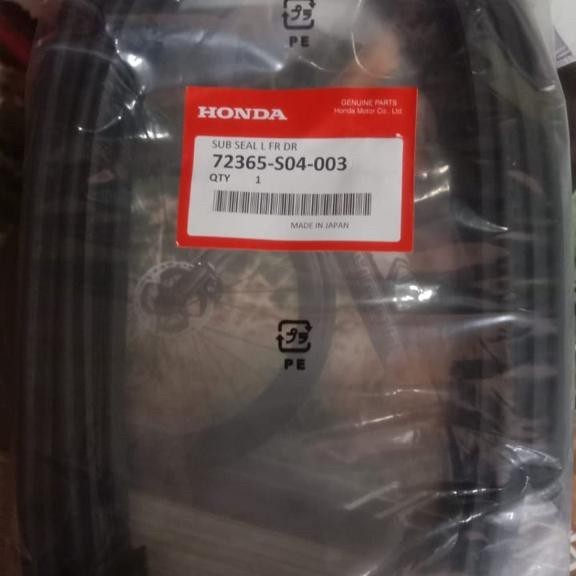 プラ
PE
HONDA
GENUINE PARTS
Honda Motor Co., Ltd.
SUB SEAL L FR DR
72365-S04-003
QTY 1
MADE IN JAPAN
プラ
PE